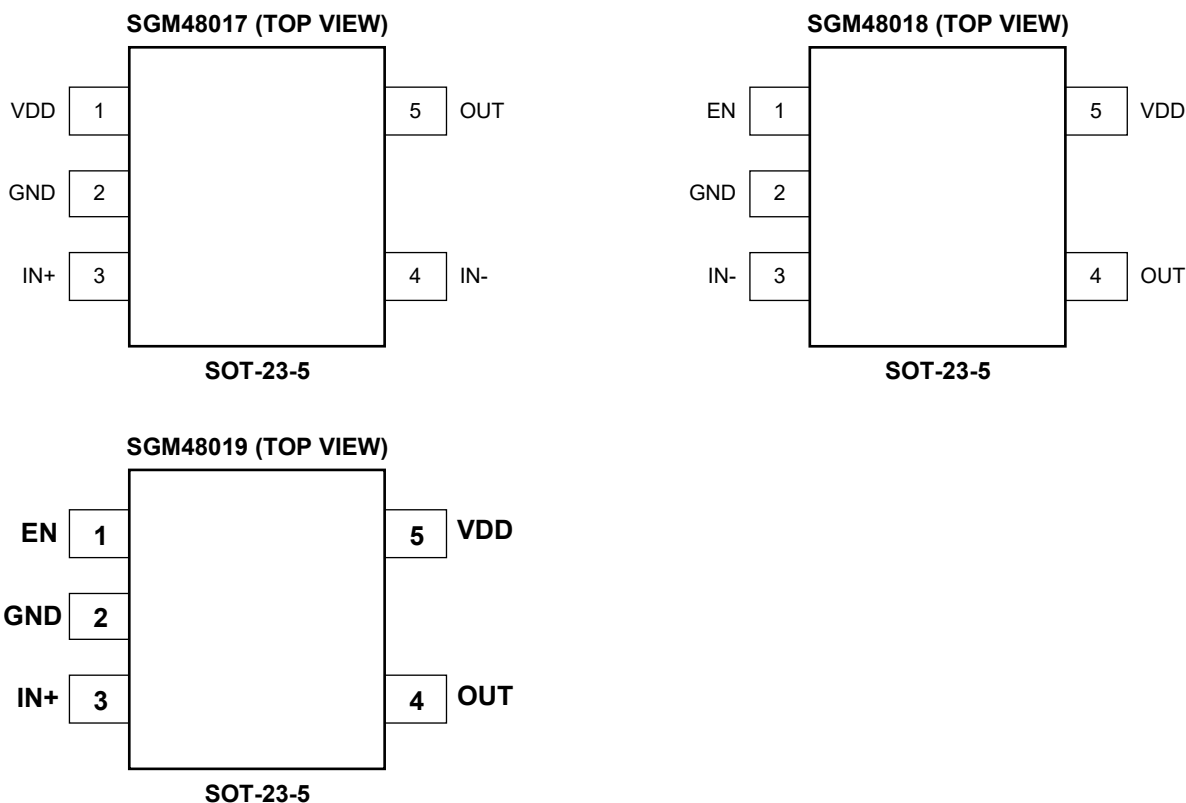 SGM48017 (TOP VIEW)
VDD 1 5 OUT
GND 2
IN+ 3 4 IN-
SOT-23-5
SGM48018 (TOP VIEW)
EN 1 5 VDD
GND 2
IN- 3 4 OUT
SOT-23-5
SGM48019 (TOP VIEW)
EN 1 5 VDD
GND 2
IN+ 3 4 OUT
SOT-23-5